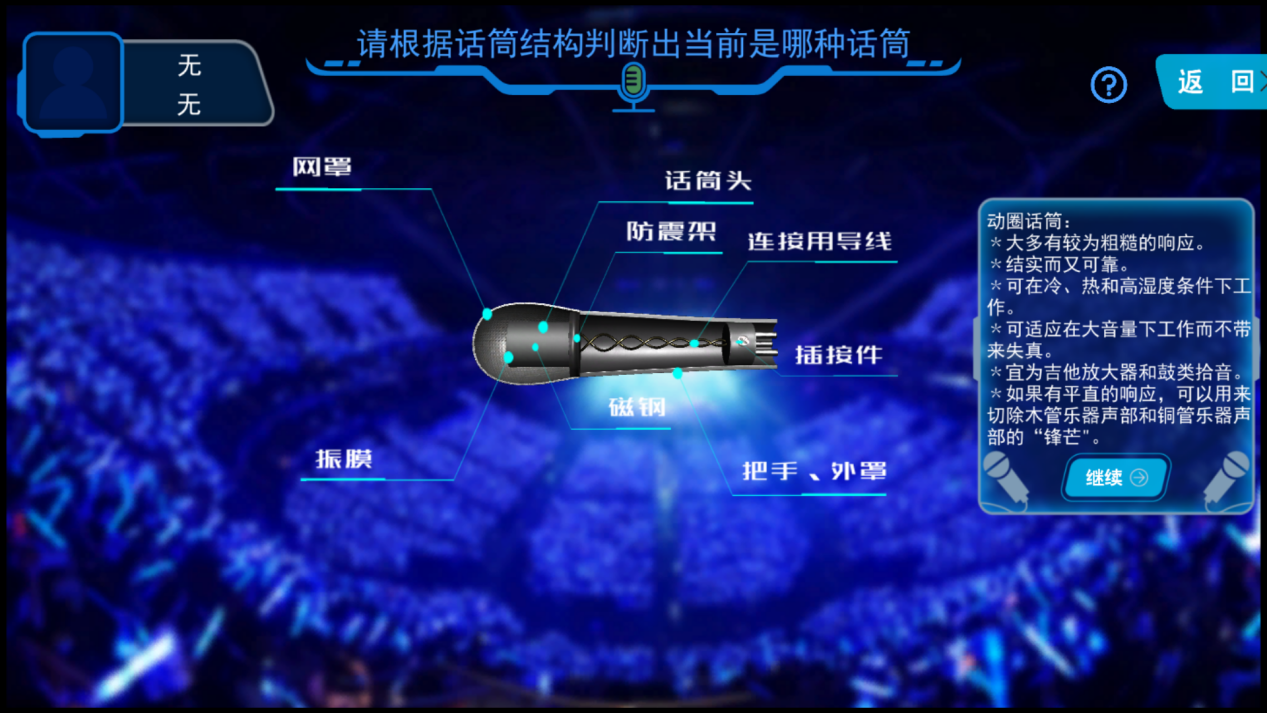 请根据话筒结构判断出当前是哪种话筒
无
无
?
返 回
网罩
话筒头
防震架
连接用导线
插接件
磁钢
振膜
把手、外罩
动圈话筒：
*大多有较为粗糙的响应。
*结实而又可靠。
*可在冷、热和高湿度条件下工
作。
*可适应在大音量下工作而不带
来失真。
*宜为吉他放大器和鼓类拾音。
*如果有平直的响应，可以用来
切除木管乐器声部和铜管乐器声
部的“锋芒"。
继续